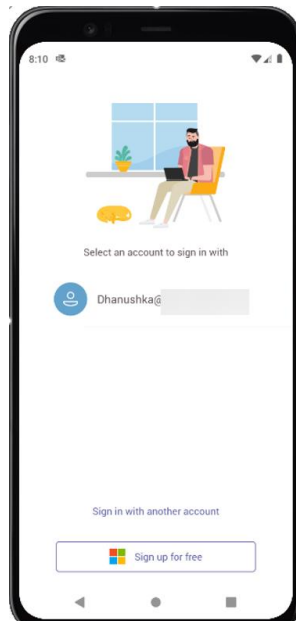 8:10
Select an account to sign in with
Dhanushka@
Sign in with another account
Sign up for free